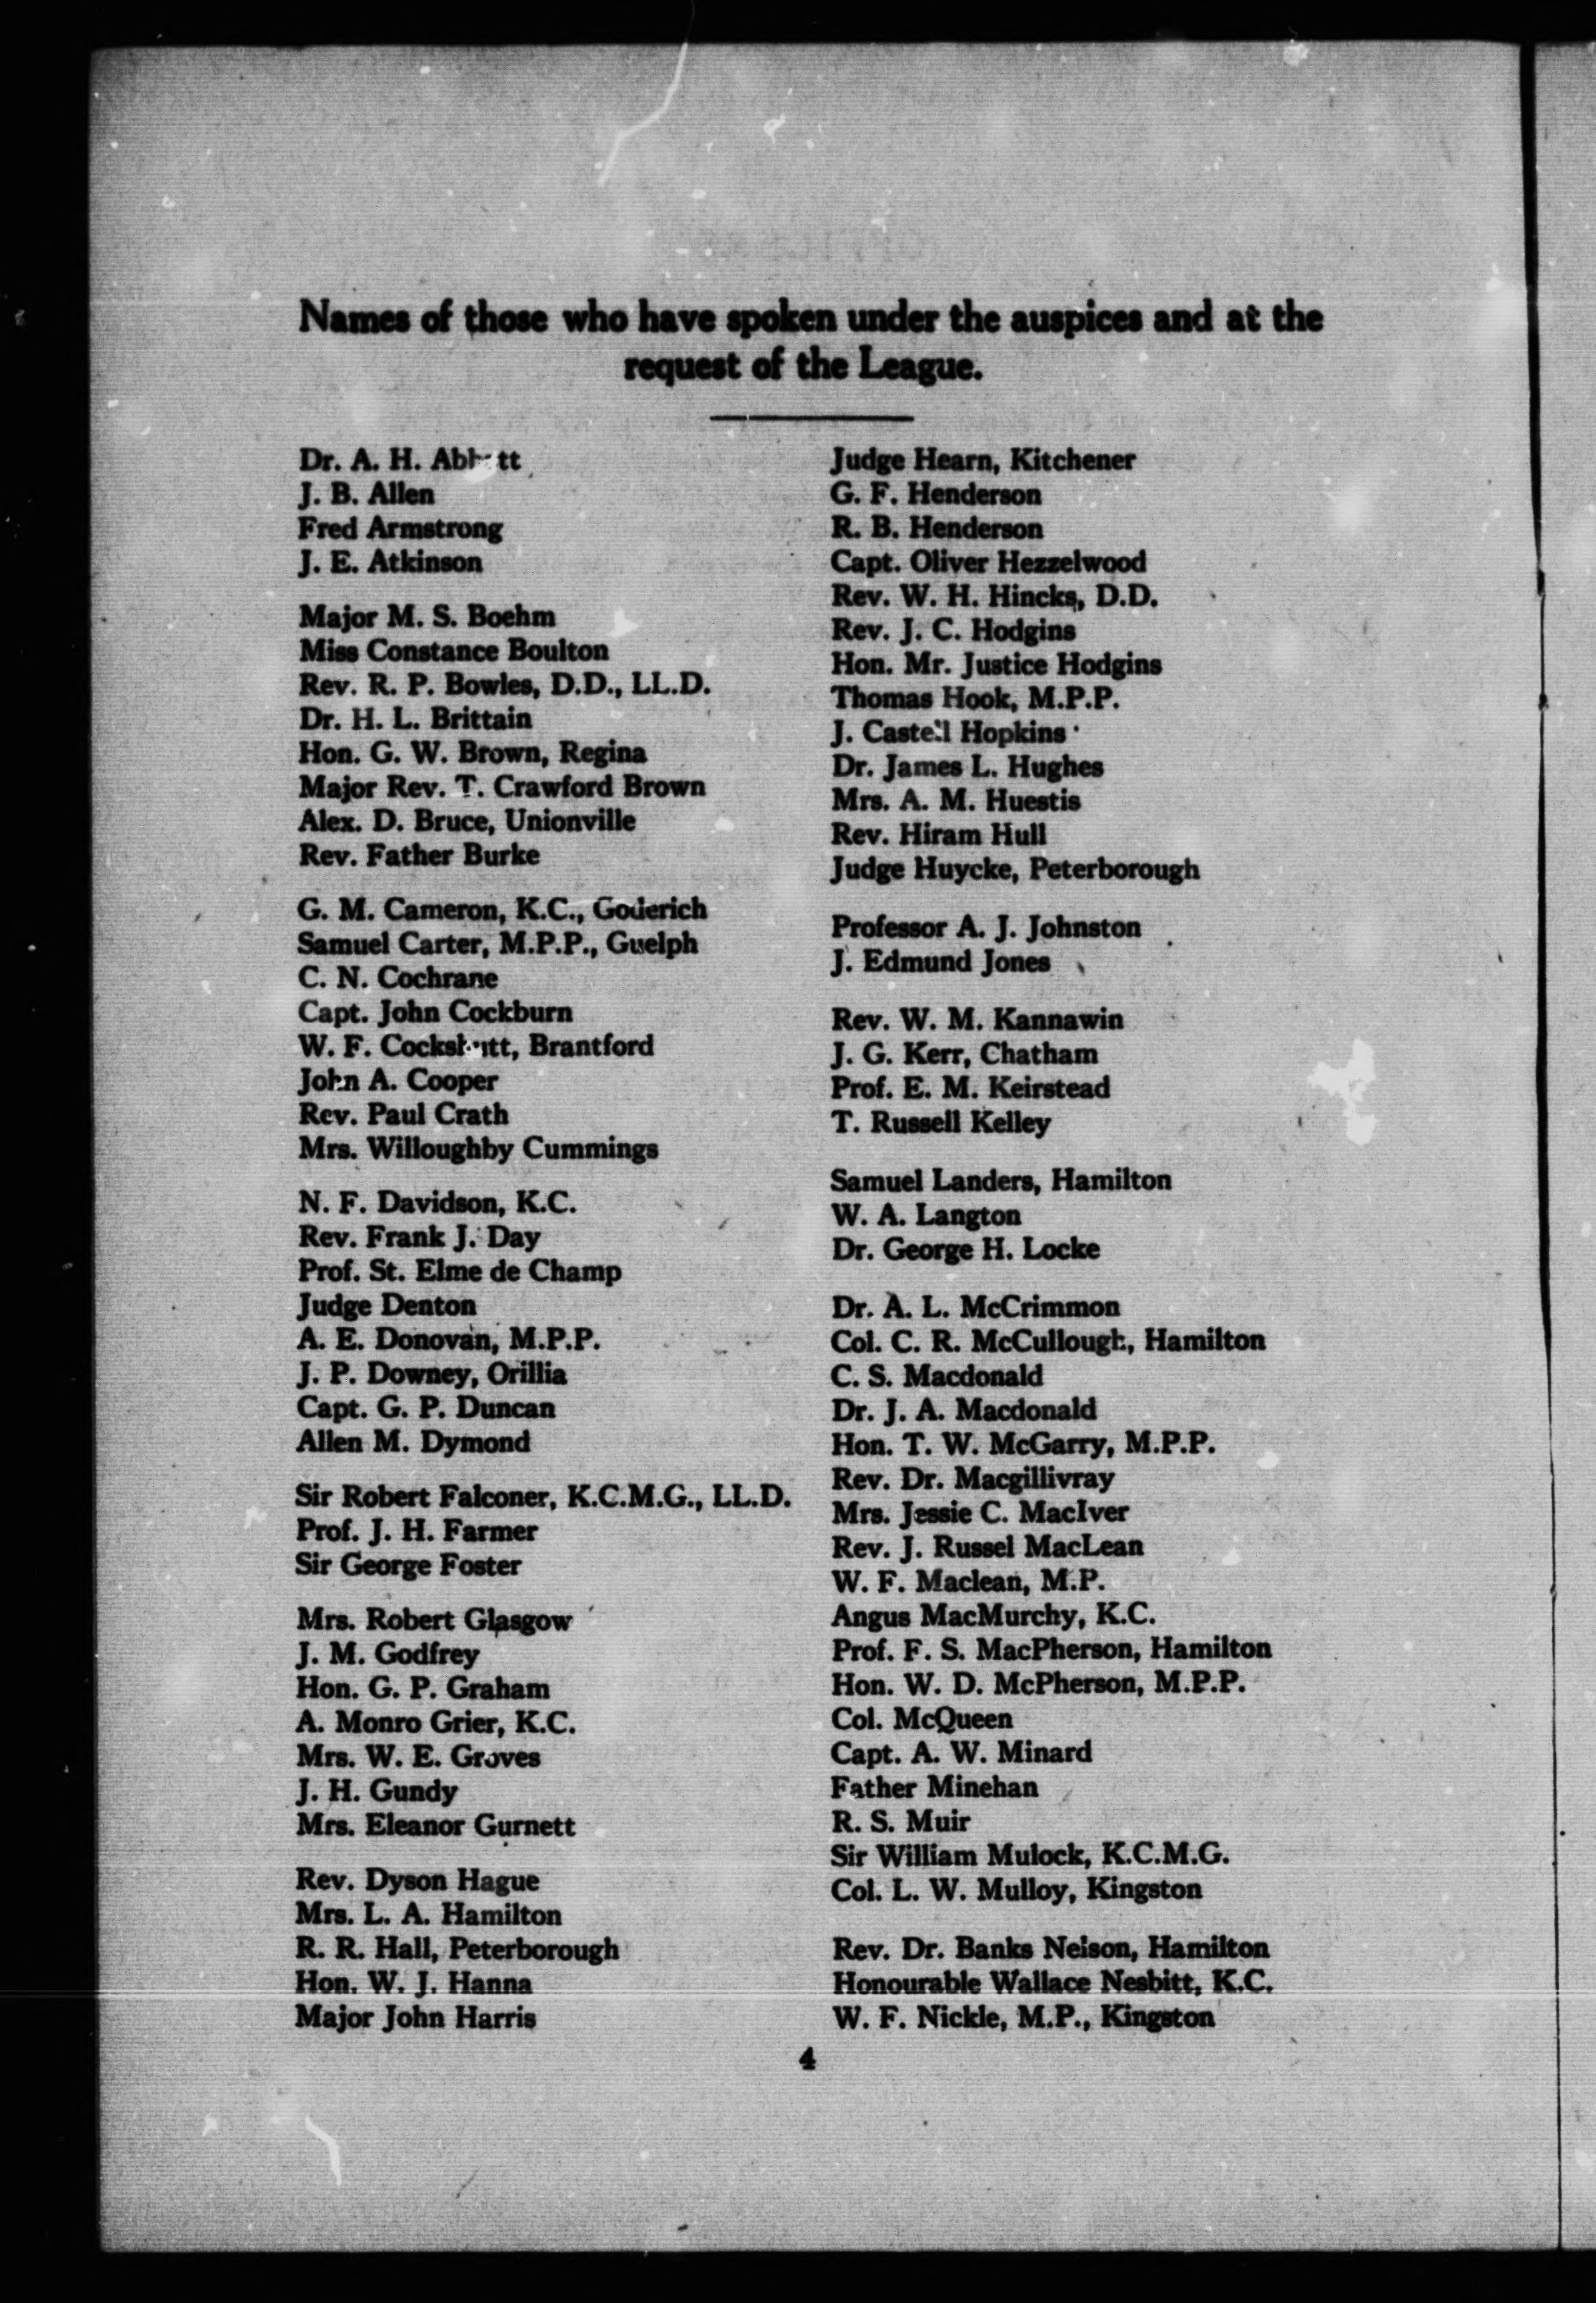 Names of those who have spoken under the auspices and at the
request of the League.
Dr. A. H. Abbott
J. B. Allen
Fred Armstrong
J. E. Atkinson
Major M. S. Boehm
Miss Constance Boulton
Rev. R. P. Bowles, D.D., LL.D.
Dr. H. L. Brittain
Hon. G. W. Brown, Regina
Major Rev. T. Crawford Brown
Alex. D. Bruce, Unionville
Rev. Father Burke
G. M. Cameron, K.C., Goderich
Samuel Carter, M.P.P., Guelph
C. N. Cochrane
Capt. John Cockburn
W. F. Cockshutt, Brantford
John A. Cooper
Rev. Paul Crath
Mrs. Willoughby Cummings
N. F. Davidson, K.C.
Rev. Frank J. Day
Prof. St. Elme de Champ
Judge Denton
A. E. Donovan, M.P.P.
J. P. Downey, Orillia
Capt. G. P. Duncan
Allen M. Dymond
Sir Robert Falconer, K.C.M.G., LL.D.
Prof. J. H. Farmer
Sir George Foster
Mrs. Robert Glasgow
J. M. Godfrey
Hon. G. P. Graham
A. Monro Grier, K.C.
Mrs. W. E. Groves
J. H. Gundy
Mrs. Eleanor Gurnett
Rev. Dyson Hague
Mrs. L. A. Hamilton
R. R. Hall, Peterborough
Hon. W. J. Hanna
Major John Harris
Judge Hearn, Kitchener
G. F. Henderson
R. B. Henderson
Capt. Oliver Hezzelwood
Rev. W. H. Hincks, D.D.
Rev. J. C. Hodgins
Hon. Mr. Justice Hodgins
Thomas Hook, M.P.P.
J. Castell Hopkins
Dr. James L. Hughes
Mrs. A. M. Huestis
Rev. Hiram Hull
Judge Huycke, Peterborough
Professor A. J. Johnston
J. Edmund Jones
Rev. W. M. Kannawin
J. G. Kerr, Chatham
Prof. E. M. Keirstead
T. Russell Kelley
Samuel Landers, Hamilton
W. A. Langton
Dr. George H. Locke
Dr. A. L. McCrimmon
Col. C. R. McCullough, Hamilton
C. S. Macdonald
Dr. J. A. Macdonald
Hon. T. W. McGarry, M.P.P.
Rev. Dr. Macgillivray
Mrs. Jessie C. MacIver
Rev. J. Russel MacLean
W. F. Maclean, M.P.
Angus MacMurchy, K.C.
Prof. F. S. MacPherson, Hamilton
Hon. W. D. McPherson, M.P.P.
Col. McQueen
Capt. A. W. Minard
Father Minehan
R. S. Muir
Sir William Mulock, K.C.M.G.
Col. L. W. Mulloy, Kingston
Rev. Dr. Banks Nelson, Hamilton
Honourable Wallace Nesbitt, K.C.
W. F. Nickle, M.P., Kingston
4